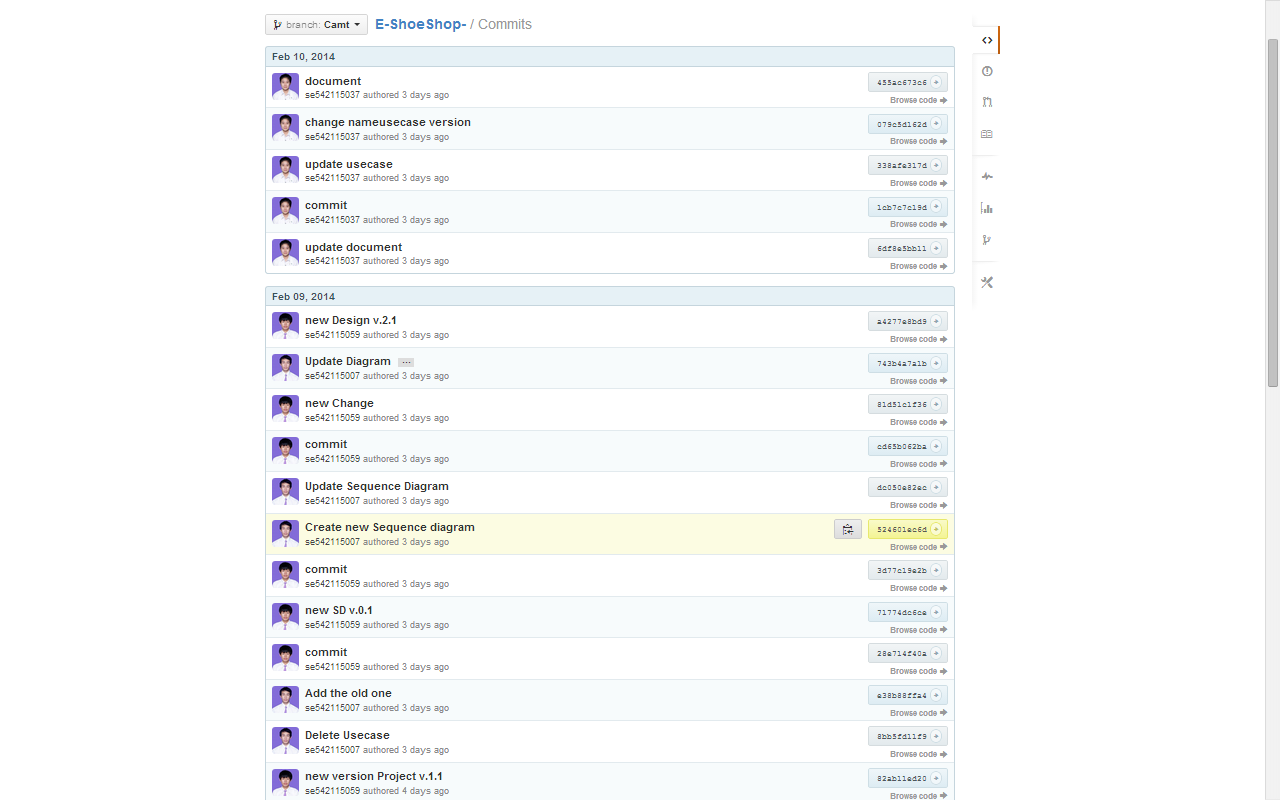 branch: Camt E-ShoeShop- / Commits
Feb 10, 2014
document 455ac673c6
se542115037 authored 3 days ago Browse code
change nameusecase version 079c5d162d
se542115037 authored 3 days ago Browse code
update usecase 338afe317d
se542115037 authored 3 days ago Browse code
commit 1cb7c7c19d
se542115037 authored 3 days ago Browse code
update document 6df8e5bb11
se542115037 authored 3 days ago Browse code
Feb 09, 2014
new Design v.2.1 a4277e8bd9
se542115059 authored 3 days ago Browse code
Update Diagram ... 743b4a7a1b
se542115007 authored 3 days ago Browse code
new Change 81d51c1f36
se542115059 authored 3 days ago Browse code
commit cd65b062ba
se542115059 authored 3 days ago Browse code
Update Sequence Diagram dc050e82ec
se542115007 authored 3 days ago Browse code
Create new Sequence diagram 524601ec6d
se542115007 authored 3 days ago Browse code
commit 3d77c19e2b
se542115059 authored 3 days ago Browse code
new SD v.0.1 71774dc6ce
se542115059 authored 3 days ago Browse code
commit 28e714f40a
se542115059 authored 3 days ago Browse code
Add the old one e38b88ffa4
se542115007 authored 3 days ago Browse code
Delete Usecase 8bb5fd11f9
se542115007 authored 3 days ago Browse code
new version Project v.1.1 82ab11ed20
se542115059 authored 4 days ago Browse code